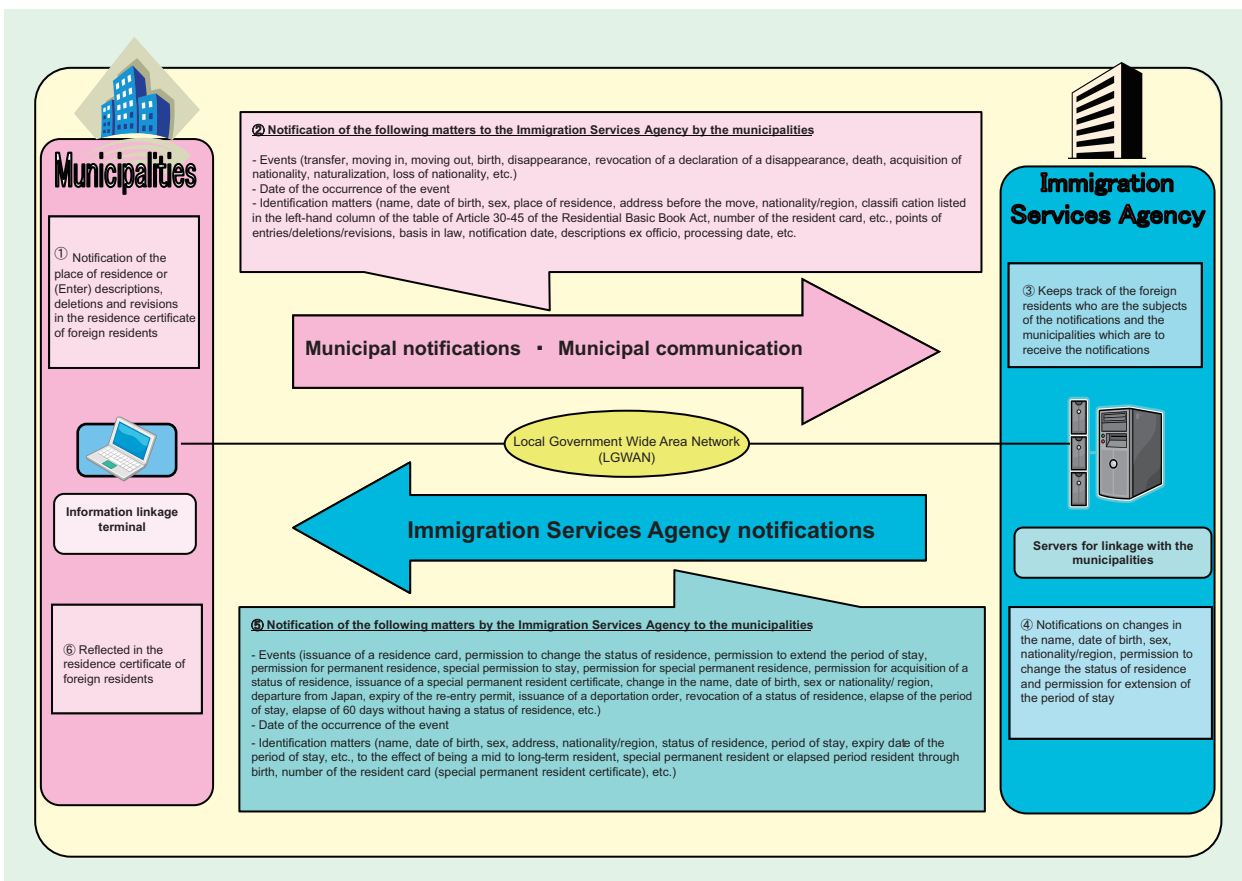 Municipalities
① Notification of the
place of residence or
(Enter) descriptions,
deletions and revisions
in the residence certificate
of foreign residents
Information linkage
terminal
⑥ Reflected in the
residence certificate of
foreign residents
② Notification of the following matters to the Immigration Services Agency by the municipalities
- Events (transfer, moving in, moving out, birth, disappearance, revocation of a declaration of a disappearance, death, acquisition of
nationality, naturalization, loss of nationality, etc.)
- Date of the occurrence of the event
- Identification matters (name, date of birth, sex, place of residence, address before the move, nationality/region, classifi cation listed
in the left-hand column of the table of Article 30-45 of the Residential Basic Book Act, number of the resident card, etc., points of
entries/deletions/revisions, basis in law, notification date, descriptions ex officio, processing date, etc.
Municipal notifications ・ Municipal communication
Local Government Wide Area Network
(LGWAN)
Immigration Services Agency notifications
⑤ Notification of the following matters by the Immigration Services Agency to the municipalities
- Events (issuance of a residence card, permission to change the status of residence, permission to extend the period of stay,
permission for permanent residence, special permission to stay, permission for special permanent residence, permission for acquisition of a
status of residence, issuance of a special permanent resident certificate, change in the name, date of birth, sex or nationality/ region,
departure from Japan, expiry of the re-entry permit, issuance of a deportation order, revocation of a status of residence, elapse of the period
of stay, elapse of 60 days without having a status of residence, etc.)
- Date of the occurrence of the event
- Identification matters (name, date of birth, sex, address, nationality/region, status of residence, period of stay, expiry date of the
period of stay, etc., to the effect of being a mid to long-term resident, special permanent resident or elapsed period resident through
birth, number of the resident card (special permanent resident certificate), etc.)
Immigration
Services Agency
③ Keeps track of the foreign
residents who are the subjects
of the notifications and the
municipalities which are to
receive the notifications
Servers for linkage with the
municipalities
④ Notifications on changes in
the name, date of birth, sex,
nationality/region, permission to
change the status of residence
and permission for extension of
the period of stay